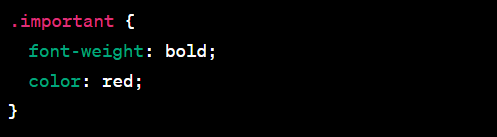 .important {
  font-weight: bold;
  color: red;
}